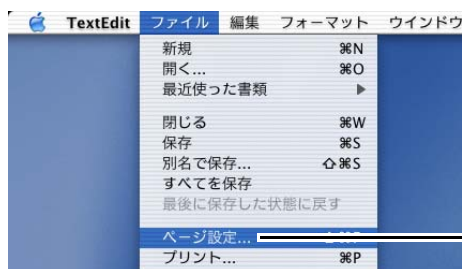 TextEdit ファイル 編集 フォーマット ウインドウ
新規 ⌘N
開く... ⌘O
最近使った書類 ▶
閉じる ⌘W
保存 ⌘S
別名で保存... ⇧⌘S
すべてを保存
最後に保存した状態に戻す
ページ設定...
プリント... ⌘P